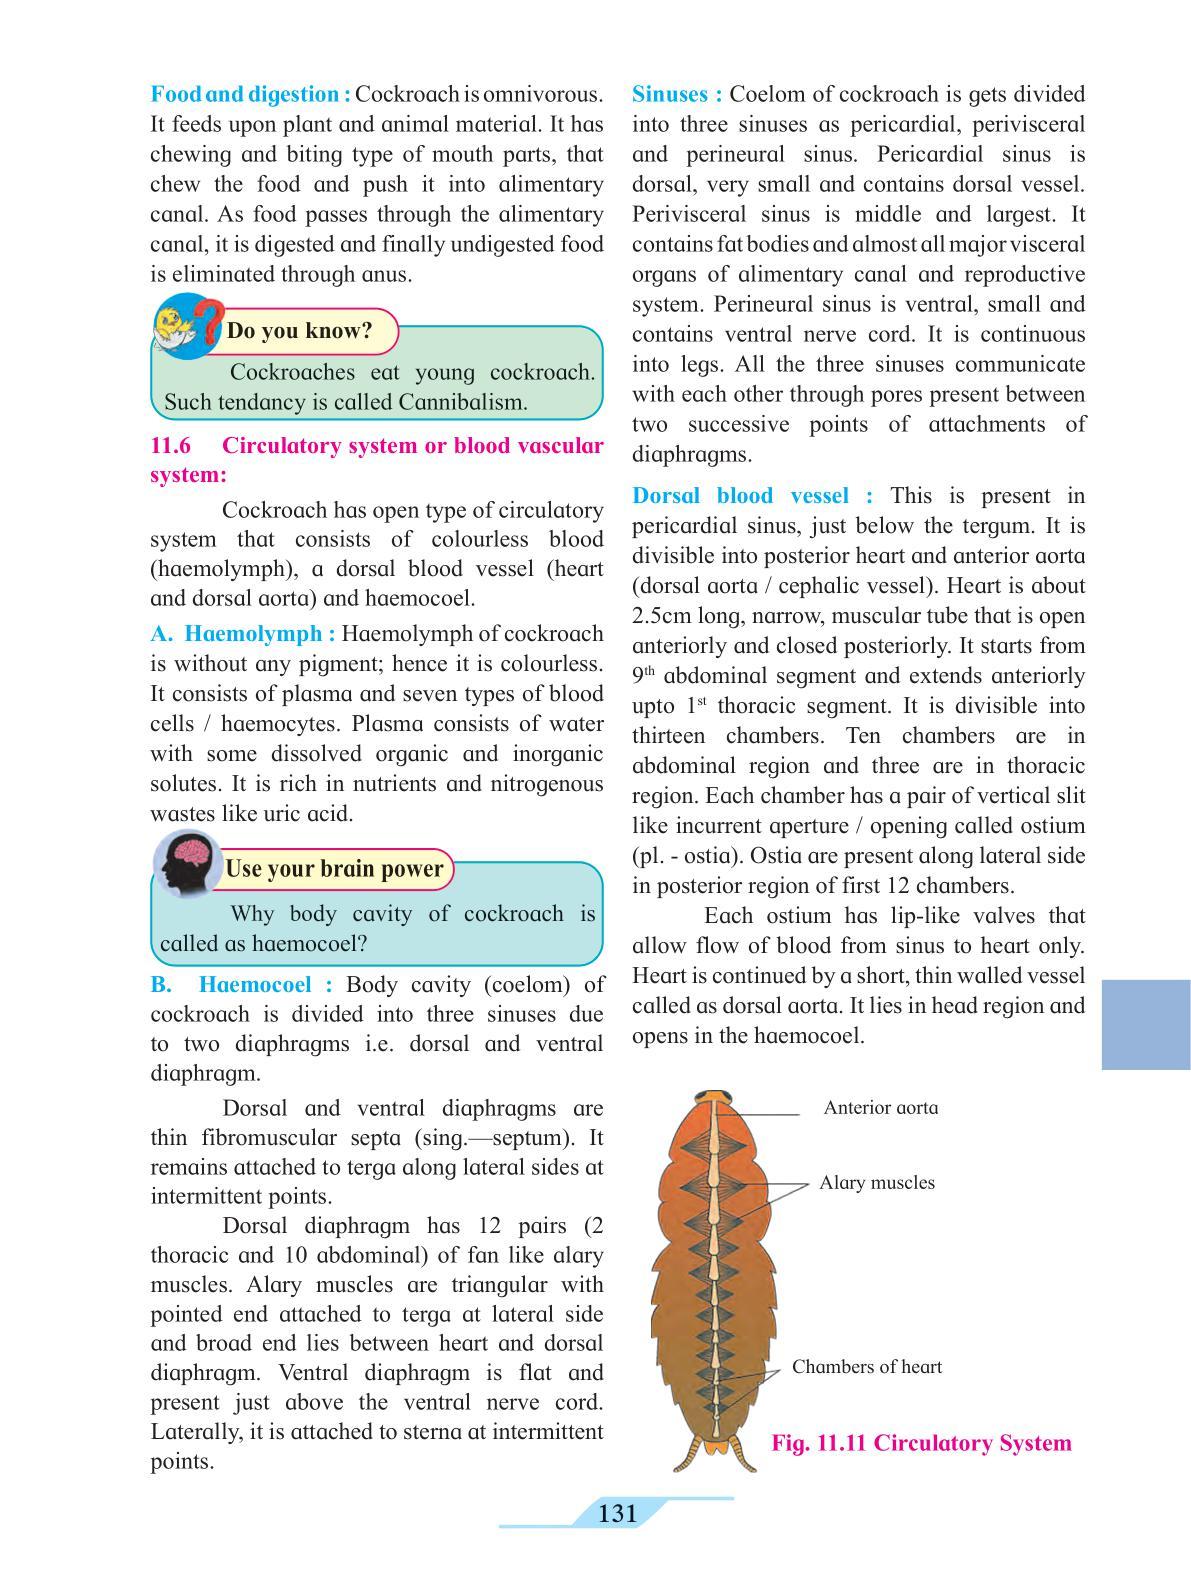 Food and digestion : Cockroach is omnivorous.
It feeds upon plant and animal material. It has
chewing and biting type of mouth parts, that
chew the food and push it into alimentary
canal. As food passes through the alimentary
canal, it is digested and finally undigested food
is eliminated through anus.
Do you know?
Cockroaches eat young cockroach.
Such tendancy is called Cannibalism.
11.6 Circulatory system or blood vascular
system:
Cockroach has open type of circulatory
system that consists of colourless blood
(haemolymph), a dorsal blood vessel (heart
and dorsal aorta) and haemocoel.
A. Haemolymph : Haemolymph of cockroach
is without any pigment; hence it is colourless.
It consists of plasma and seven types of blood
cells / haemocytes. Plasma consists of water
with some dissolved organic and inorganic
solutes. It is rich in nutrients and nitrogenous
wastes like uric acid.
Use your brain power
Why body cavity of cockroach is
called as haemocoel?
B. Haemocoel : Body cavity (coelom) of
cockroach is divided into three sinuses due
to two diaphragms i.e. dorsal and ventral
diaphragm.
Dorsal and ventral diaphragms are
thin fibromuscular septa (sing.—septum). It
remains attached to terga along lateral sides at
intermittent points.
Dorsal diaphragm has 12 pairs (2
thoracic and 10 abdominal) of fan like alary
muscles. Alary muscles are triangular with
pointed end attached to terga at lateral side
and broad end lies between heart and dorsal
diaphragm. Ventral diaphragm is flat and
present just above the ventral nerve cord.
Laterally, it is attached to sterna at intermittent
points.
Sinuses : Coelom of cockroach is gets divided
into three sinuses as pericardial, perivisceral
and perineural sinus. Pericardial sinus is
dorsal, very small and contains dorsal vessel.
Perivisceral sinus is middle and largest. It
contains fat bodies and almost all major visceral
organs of alimentary canal and reproductive
system. Perineural sinus is ventral, small and
contains ventral nerve cord. It is continuous
into legs. All the three sinuses communicate
with each other through pores present between
two successive points of attachments of
diaphragms.
Dorsal blood vessel : This is present in
pericardial sinus, just below the tergum. It is
divisible into posterior heart and anterior aorta
(dorsal aorta / cephalic vessel). Heart is about
2.5cm long, narrow, muscular tube that is open
anteriorly and closed posteriorly. It starts from
9th abdominal segment and extends anteriorly
upto 1st thoracic segment. It is divisible into
thirteen chambers. Ten chambers are in
abdominal region and three are in thoracic
region. Each chamber has a pair of vertical slit
like incurrent aperture / opening called ostium
(pl. - ostia). Ostia are present along lateral side
in posterior region of first 12 chambers.
Each ostium has lip-like valves that
allow flow of blood from sinus to heart only.
Heart is continued by a short, thin walled vessel
called as dorsal aorta. It lies in head region and
opens in the haemocoel.
Anterior aorta
Alary muscles
Chambers of heart
Fig. 11.11 Circulatory System
131